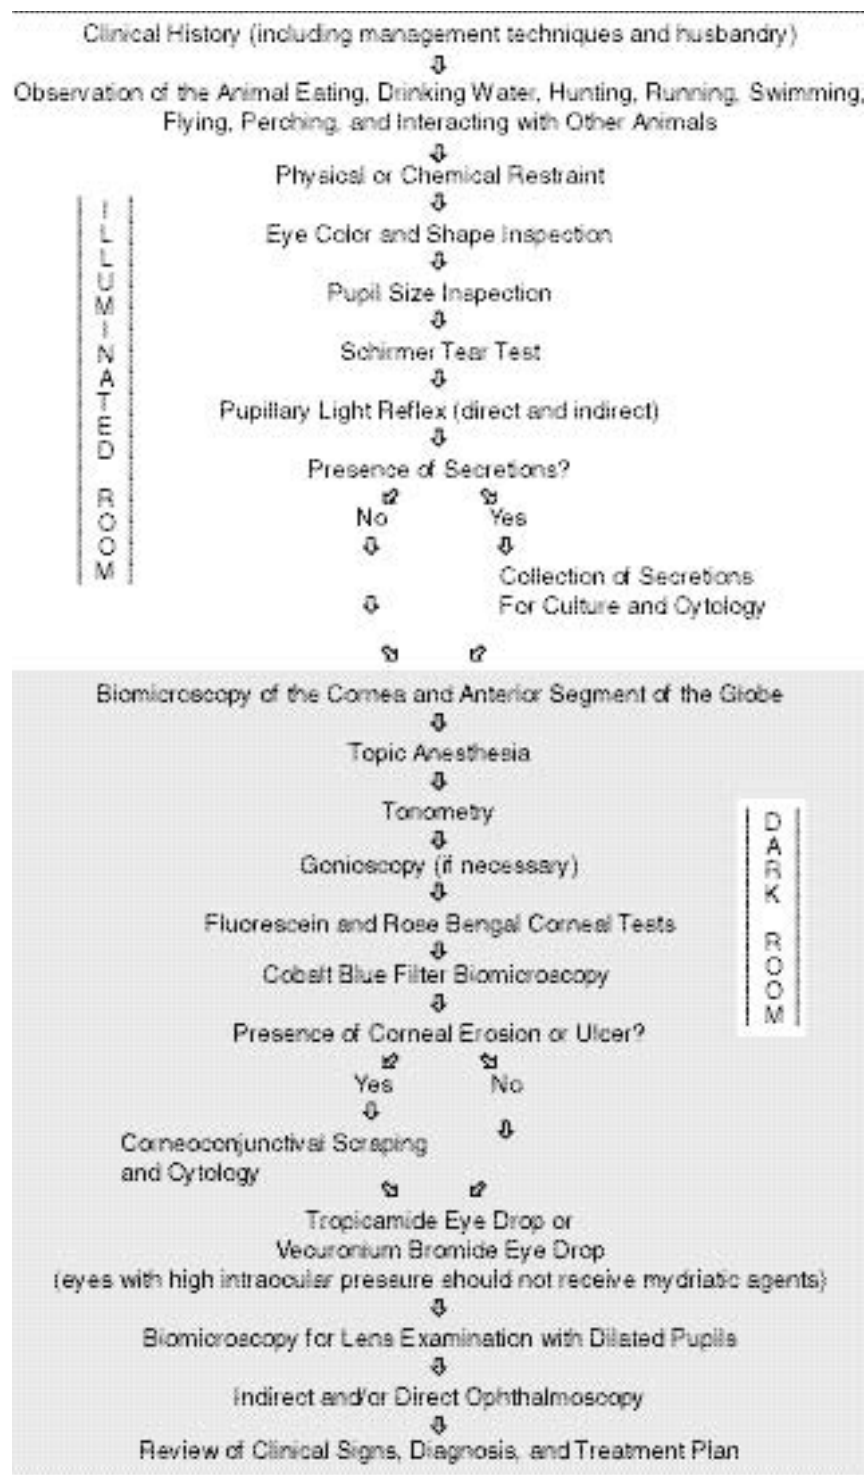 Clinical History (including management techniques and husbandry)
Observation of the Animal Eating, Drinking Water, Hunting, Running, Swimming,
Flying, Perching, and Interacting with Other Animals
Physical or Chemical Restraint
ILLUMINATED ROOM
Eye Color and Shape Inspection
Pupil Size Inspection
Schirmer Tear Test
Pupillary Light Reflex (direct and indirect)
Presence of Secretions?
No Yes
Collection of Secretions
For Culture and Cytology
Biomicroscopy of the Cornea and Anterior Segment of the Globe
Topic Anesthesia
Tonometry
DARK ROOM
Gonioscopy (if necessary)
Fluorescein and Rose Bengal Corneal Tests
Cobalt Blue Filter Biomicroscopy
Presence of Corneal Erosion or Ulcer?
Yes No
Corneoconjunctival Scraping
and Cytology
Tropicamide Eye Drop or
Vecuronium Bromide Eye Drop
(eyes with high intraocular pressure should not receive mydriatic agents)
Biomicroscopy for Lens Examination with Dilated Pupils
Indirect and/or Direct Ophthalmoscopy
Review of Clinical Signs, Diagnosis, and Treatment Plan